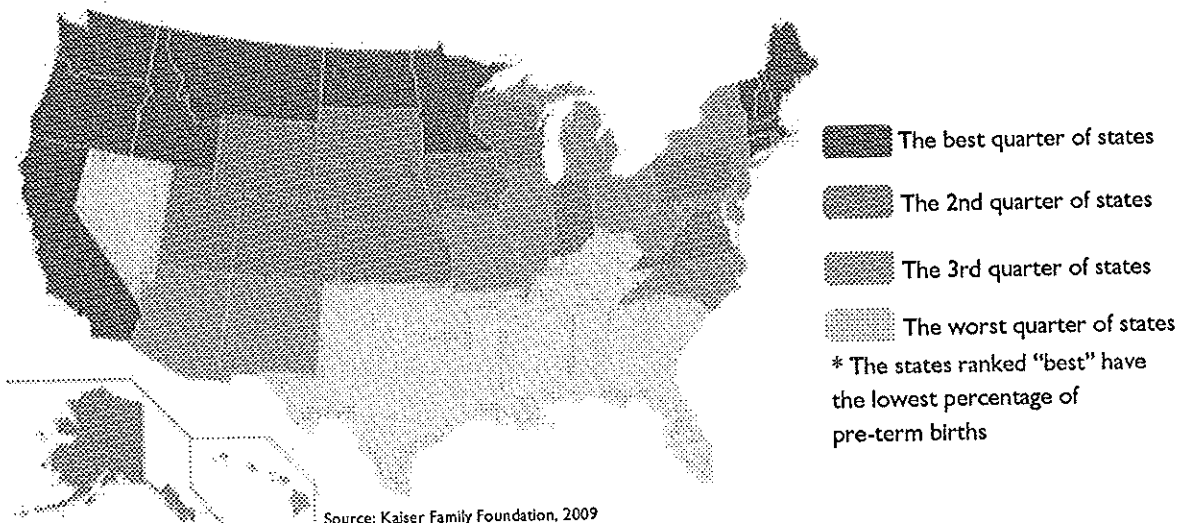 The best quarter of states
The 2nd quarter of states
The 3rd quarter of states
The worst quarter of states
* The states ranked "best" have
the lowest percentage of
pre-term births
Source: Kaiser Family Foundation, 2009